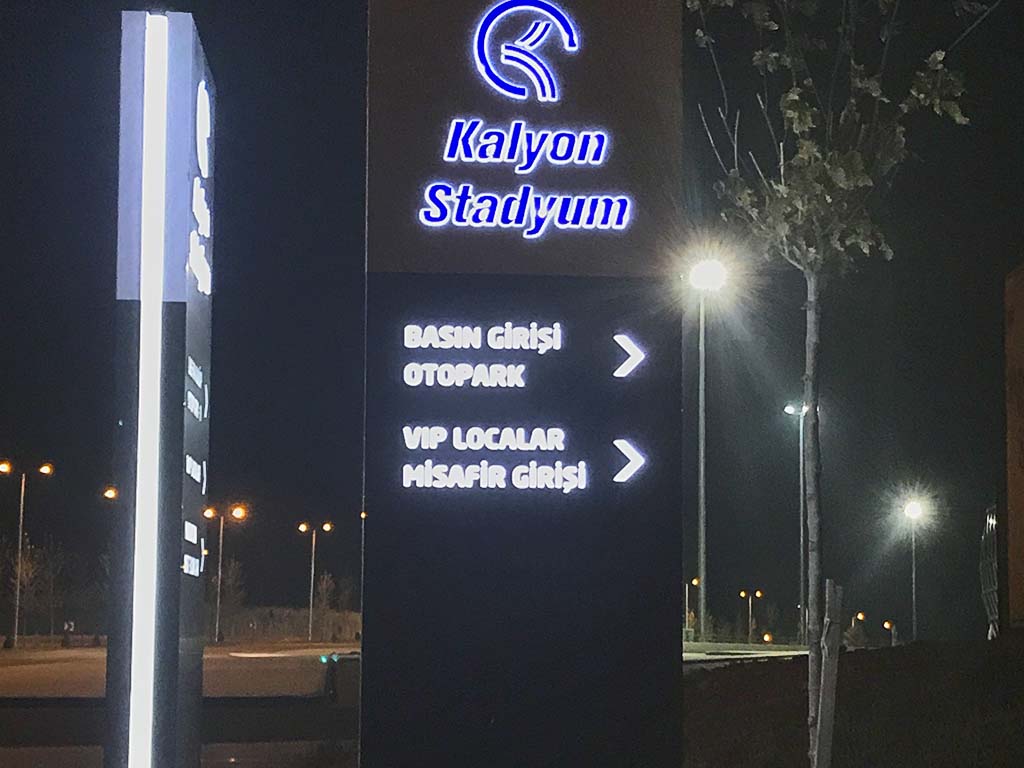 Kalyon
Stadyum
BASIN GİRİŞİ
OTOPARK
VIP LOCALAR
MİSAFİR GİRİŞİ